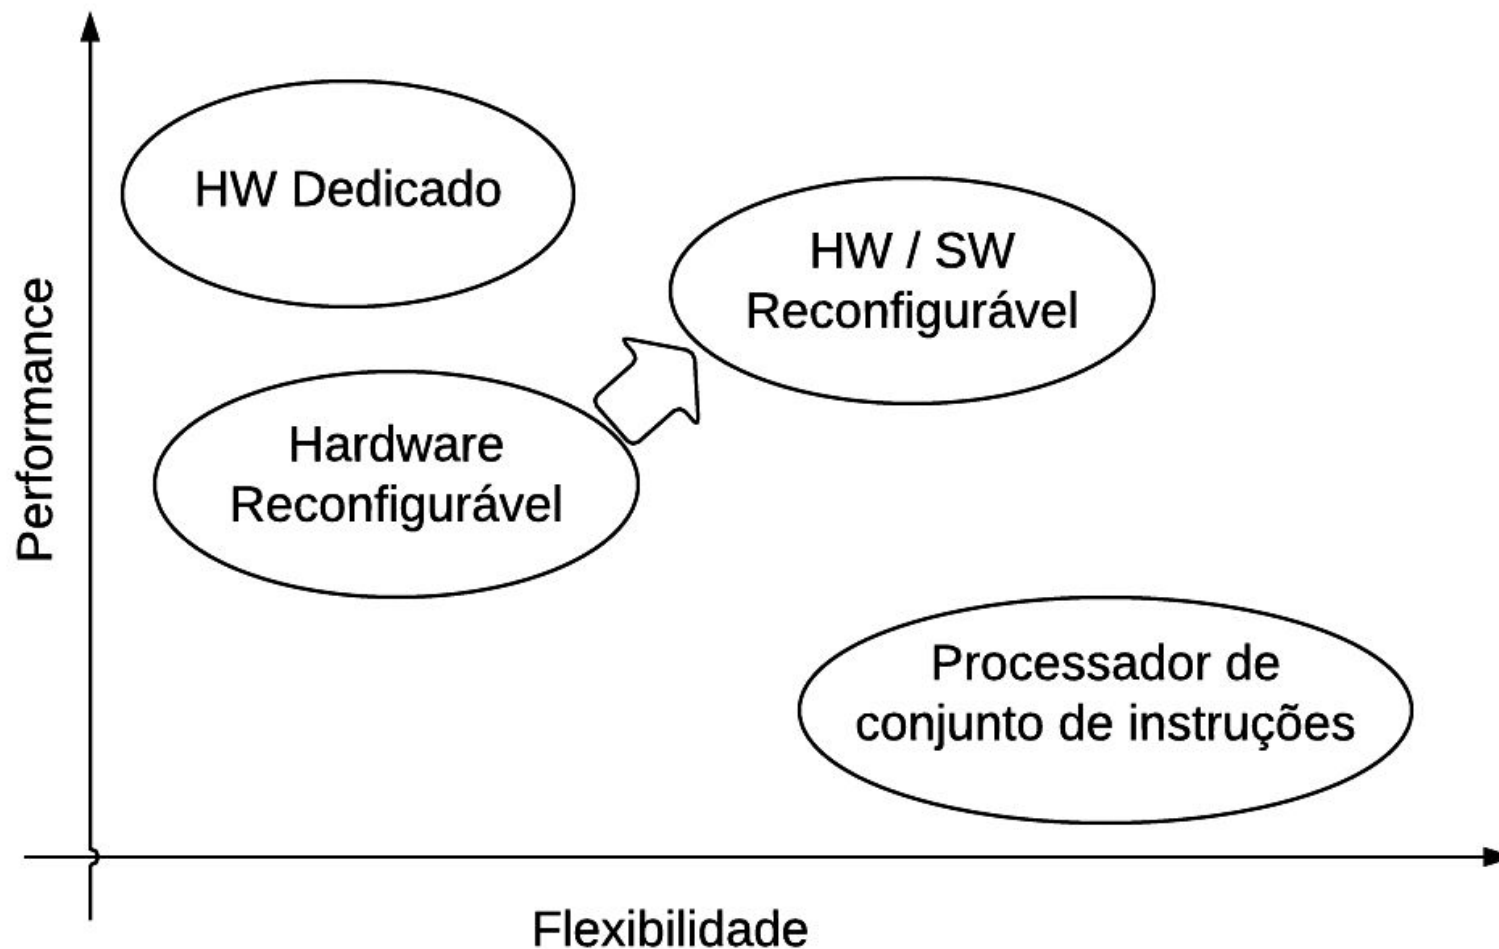 HW Dedicado
HW / SW
Reconfigurável
Performance
Hardware
Reconfigurável
Processador de
conjunto de instruções
Flexibilidade